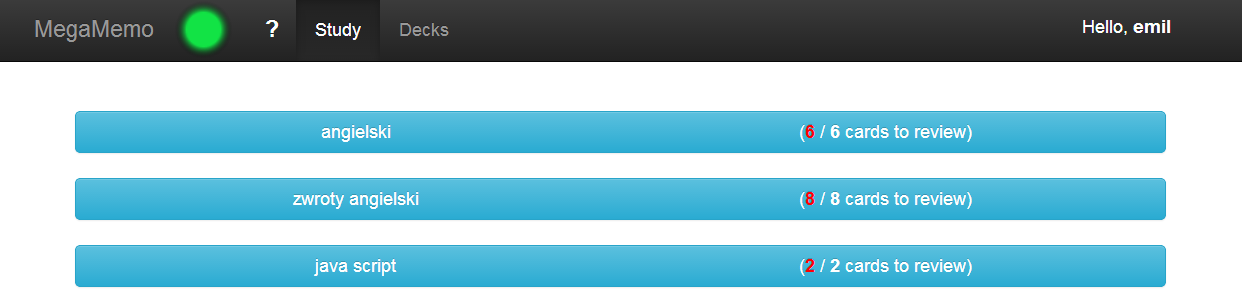 MegaMemo ? Study Decks Hello, emil
angielski (6 / 6 cards to review)
zwroty angielski (8 / 8 cards to review)
java script (2 / 2 cards to review)